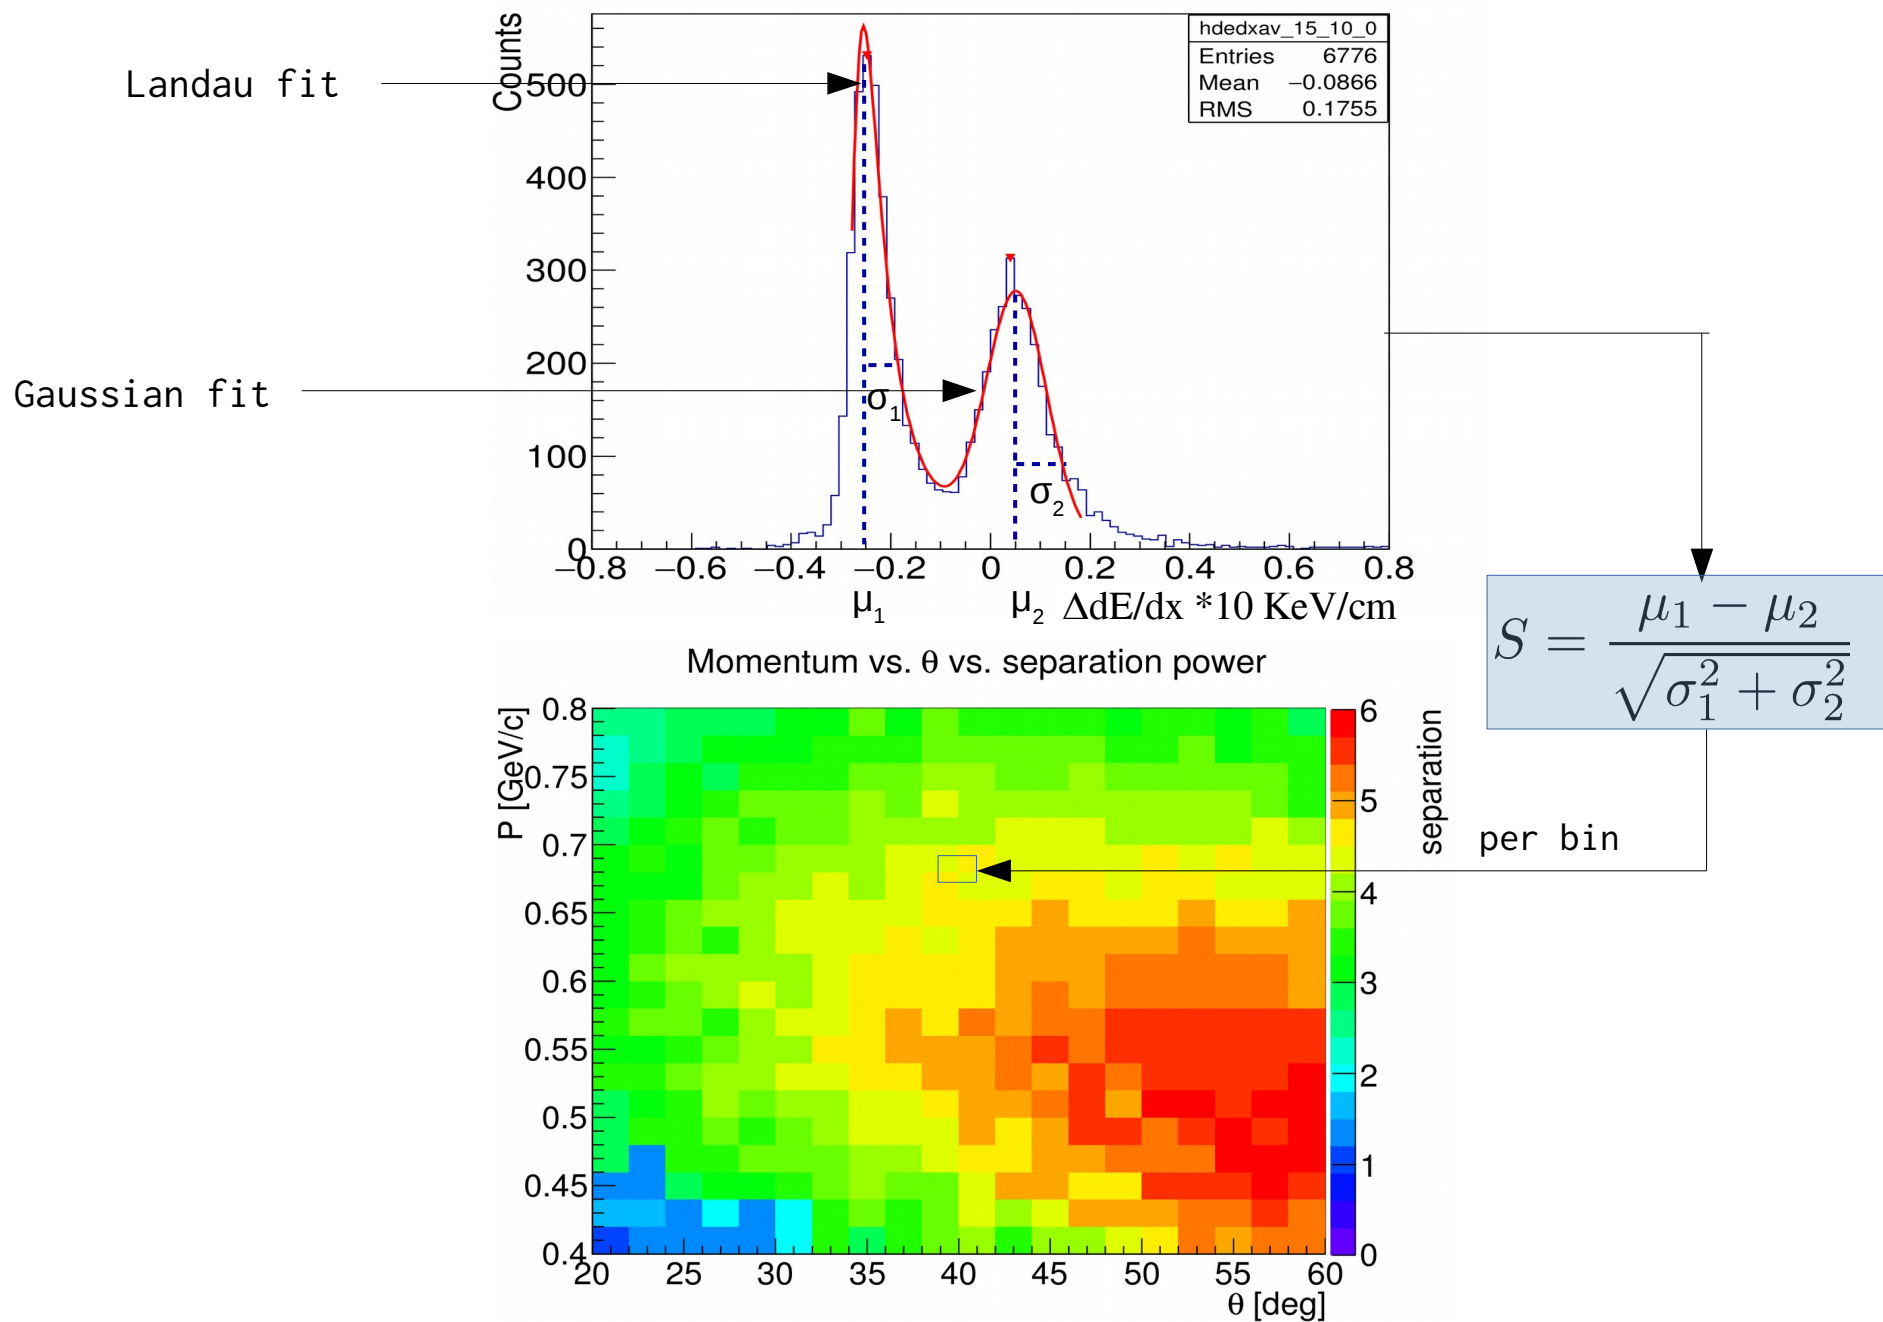 Landau fit
Gaussian fit
Counts
500
400
300
200
100
0
hdedxav_15_10_0
Entries 6776
Mean −0.0866
RMS 0.1755
σ1
σ2
−0.8 −0.6 −0.4 −0.2 0 0.2 0.4 0.6 0.8
μ1 μ2 ΔdE/dx *10 KeV/cm
S = (μ1 − μ2) / √(σ1² + σ2²)
per bin
Momentum vs. θ vs. separation power
P [GeV/c]
0.8
0.75
0.7
0.65
0.6
0.55
0.5
0.45
0.4
20 25 30 35 40 45 50 55 60
θ [deg]
6
5
4
3
2
1
0
separation